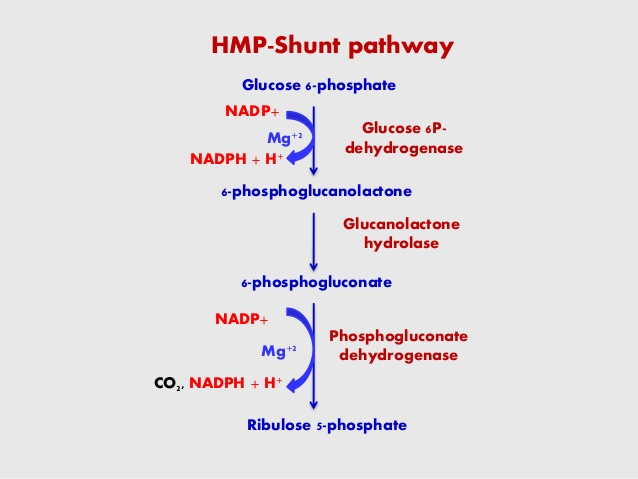 HMP-Shunt pathway
Glucose 6-phosphate
NADP+
Mg+2
NADPH + H+
Glucose 6P-
dehydrogenase
6-phosphoglucanolactone
Glucanolactone
hydrolase
6-phosphogluconate
NADP+
Mg+2
CO2, NADPH + H+
Phosphogluconate
dehydrogenase
Ribulose 5-phosphate